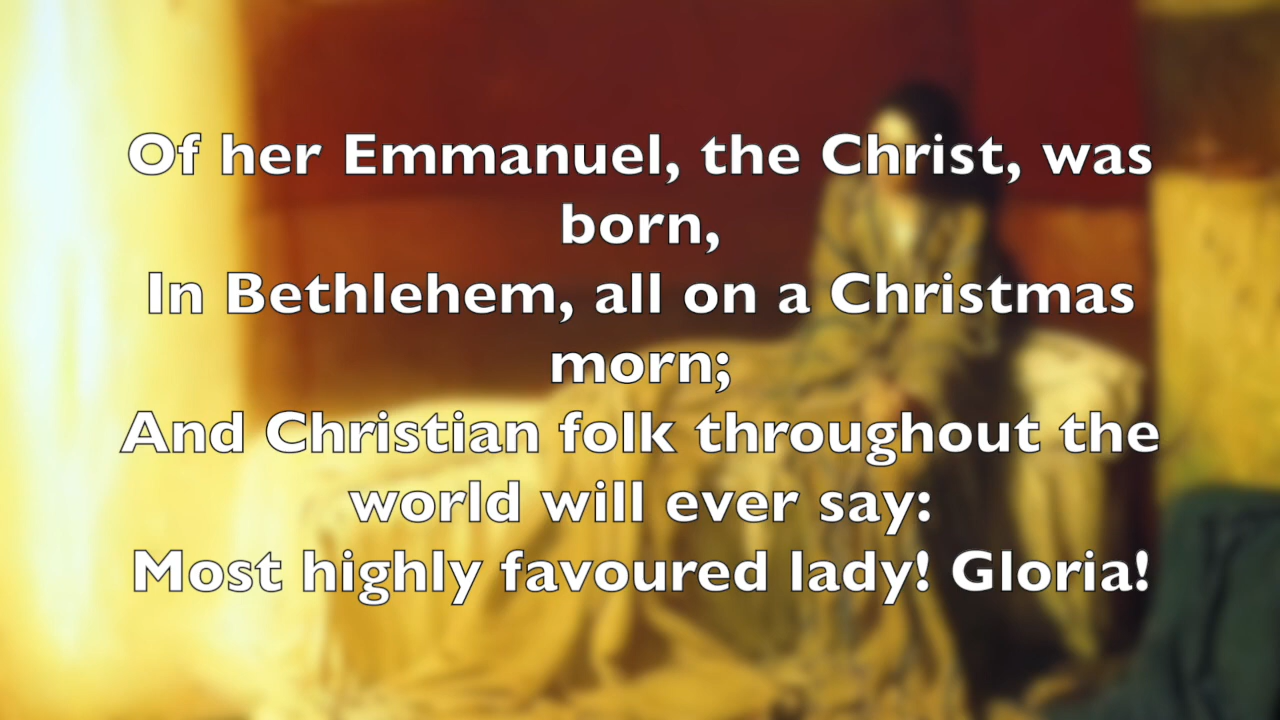 Of her Emmanuel, the Christ, was
born,
In Bethlehem, all on a Christmas
morn;
And Christian folk throughout the
world will ever say:
Most highly favoured lady! Gloria!